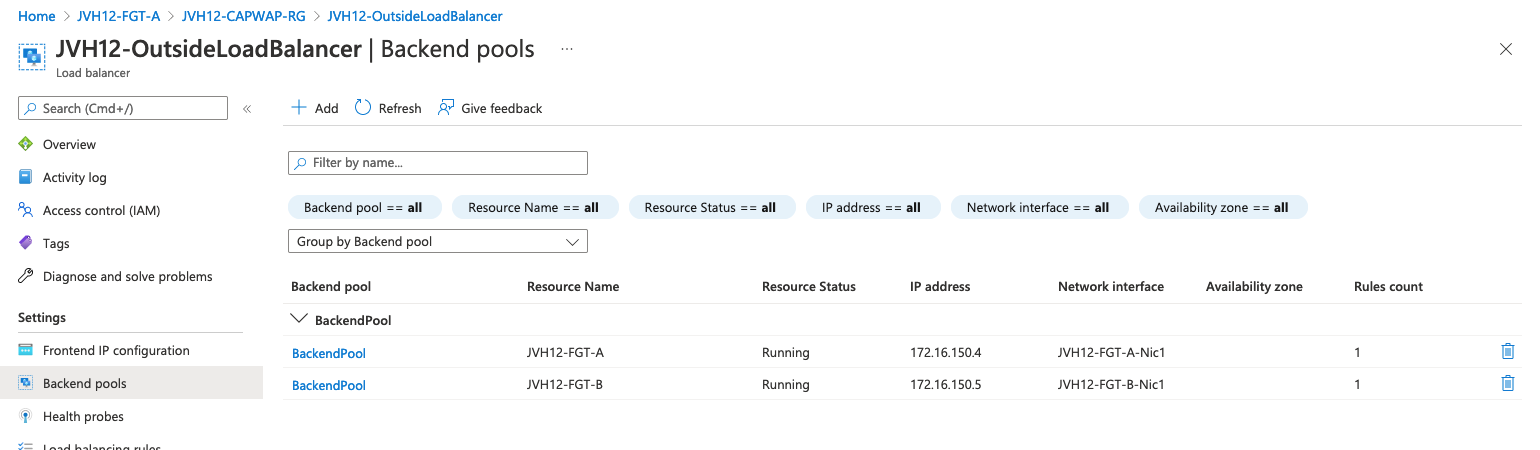 Home > JVH12-FGT-A > JVH12-CAPWAP-RG > JVH12-OutsideLoadBalancer
JVH12-OutsideLoadBalancer | Backend pools ...
Load balancer
Search (Cmd+/) «
Add Refresh Give feedback
Overview
Activity log
Access control (IAM)
Tags
Diagnose and solve problems
Settings
Frontend IP configuration
Backend pools
Health probes
Load balancing rules
Filter by name...
Backend pool == all Resource Name == all Resource Status == all IP address == all Network interface == all Availability zone == all
Group by Backend pool
Backend pool Resource Name Resource Status IP address Network interface Availability zone Rules count
BackendPool
BackendPool JVH12-FGT-A Running 172.16.150.4 JVH12-FGT-A-Nic1 1
BackendPool JVH12-FGT-B Running 172.16.150.5 JVH12-FGT-B-Nic1 1